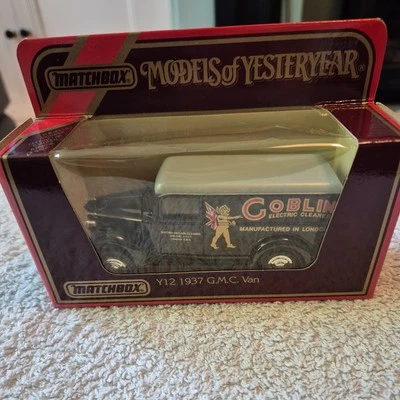 MATCHBOX
MODELS of YESTERYEAR
GOBLIN
ELECTRIC CLEANERS
MANUFACTURED IN LONDON
Y12 1937 G.M.C. Van
MATCHBOX